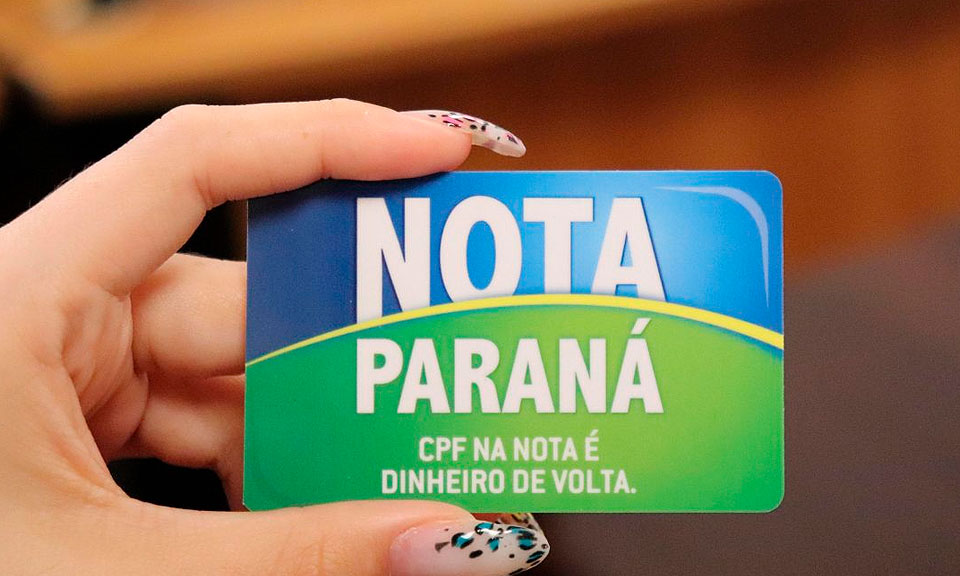 NOTA
PARANÁ
CPF NA NOTA É
DINHEIRO DE VOLTA.